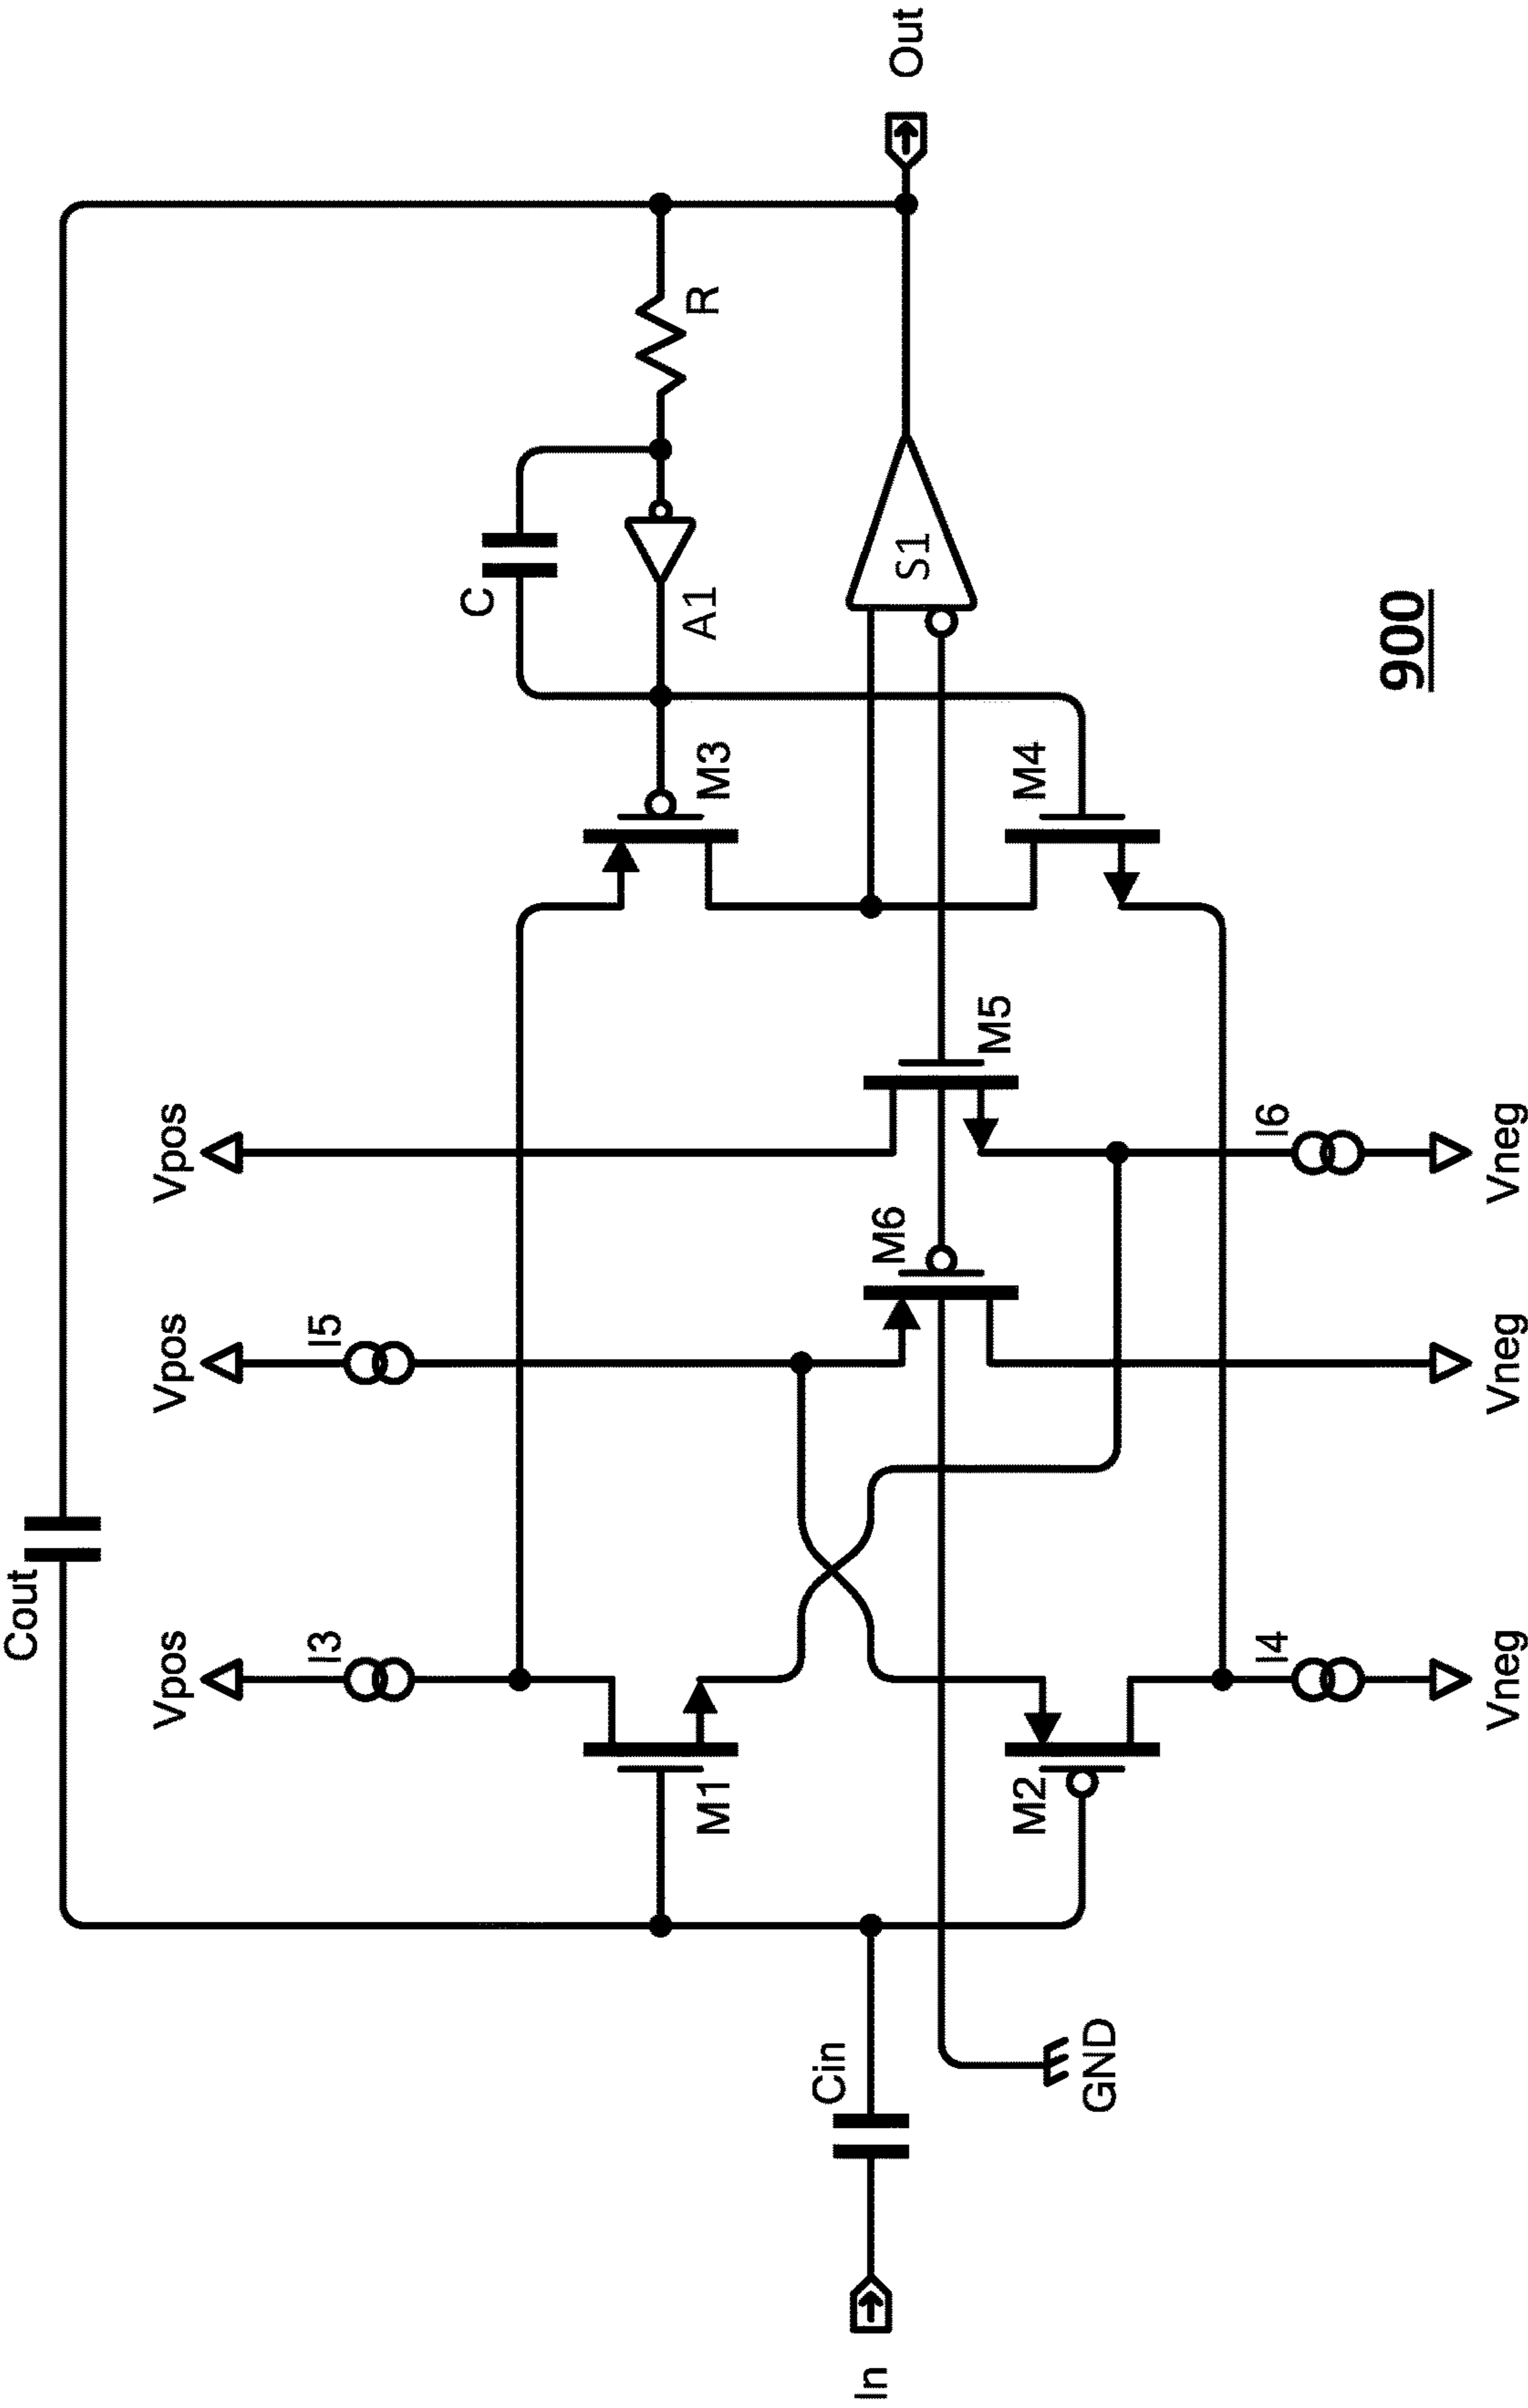 Cout
Vpos
Vpos
Vpos
I3
I5
C
R
M1
M6
M3
A1
In
Cin
S1
Out
M2
M5
M4
GND
I4
I6
Vneg
Vneg
Vneg
900